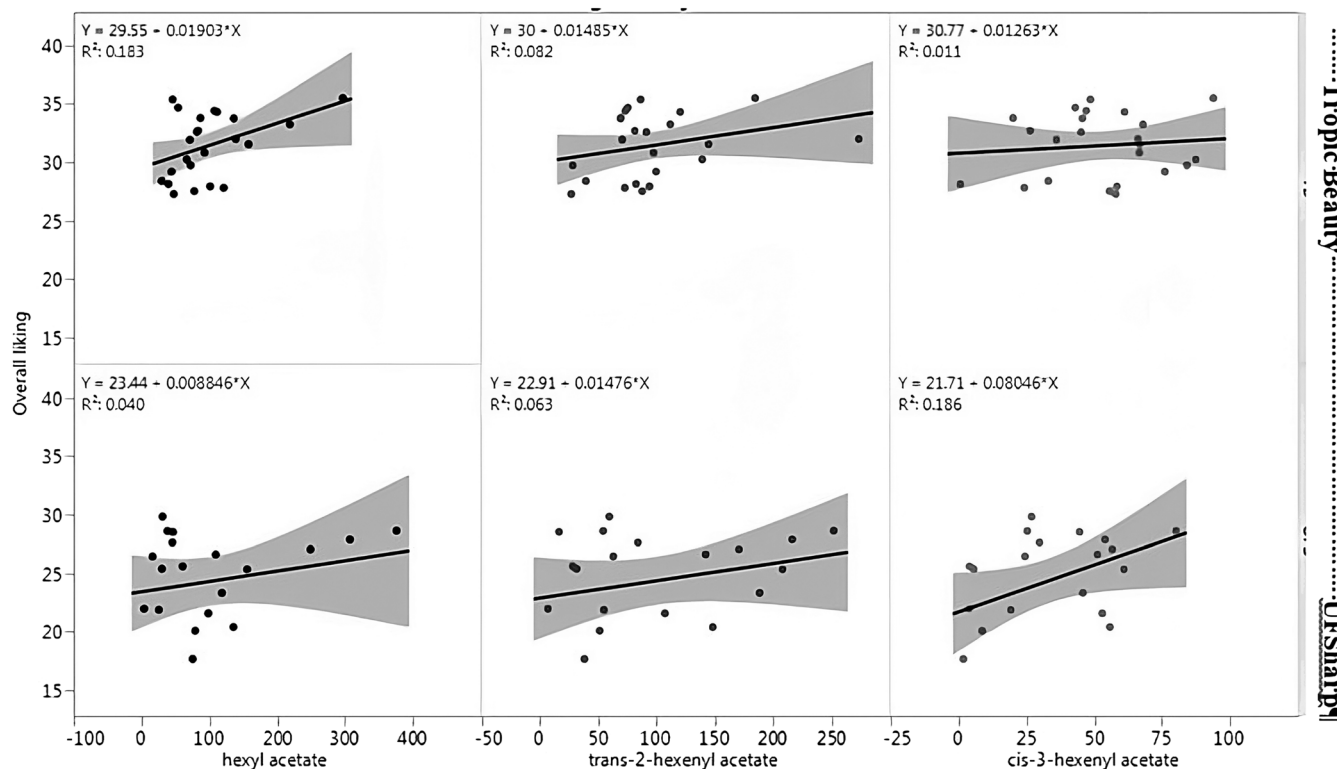 Y = 29.55 + 0.01903*X
R²: 0.183
Y = 30 + 0.01485*X
R²: 0.082
Y = 30.77 + 0.01263*X
R²: 0.011
40
35
30
25
20
15
Y = 23.44 + 0.008846*X
R²: 0.040
Y = 22.91 + 0.01476*X
R²: 0.063
Y = 21.71 + 0.08046*X
R²: 0.186
40
35
30
25
20
15
Overall liking
-100 0 100 200 300 400
-50 0 50 100 150 200 250
-25 0 25 50 75 100
hexyl acetate
trans-2-hexenyl acetate
cis-3-hexenyl acetate
Tropic Beauty
UFSharp